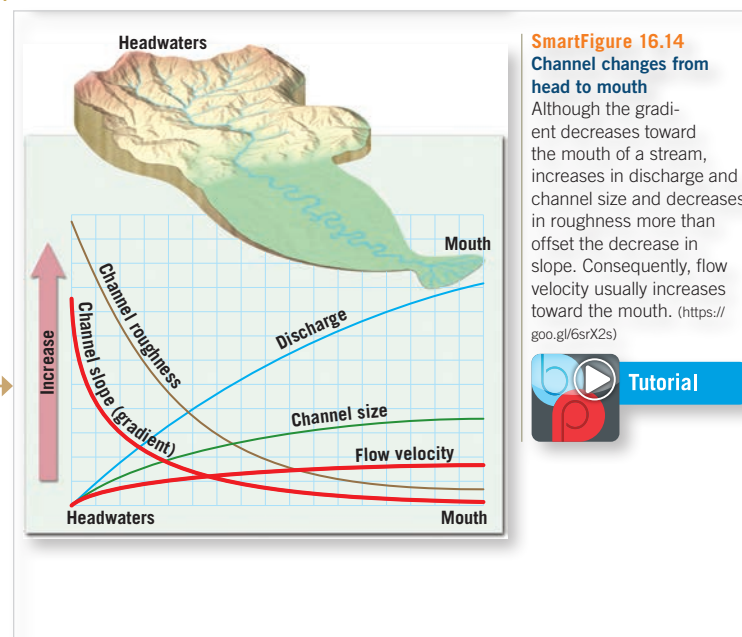 Headwaters
Mouth
Increase
Channel roughness
Channel slope (gradient)
Discharge
Channel size
Flow velocity
Headwaters
Mouth
SmartFigure 16.14
Channel changes from
head to mouth
Although the gradi-
ent decreases toward
the mouth of a stream,
increases in discharge and
channel size and decreases
in roughness more than
offset the decrease in
slope. Consequently, flow
velocity usually increases
toward the mouth. (https://
goo.gl/6srX2s)
Tutorial